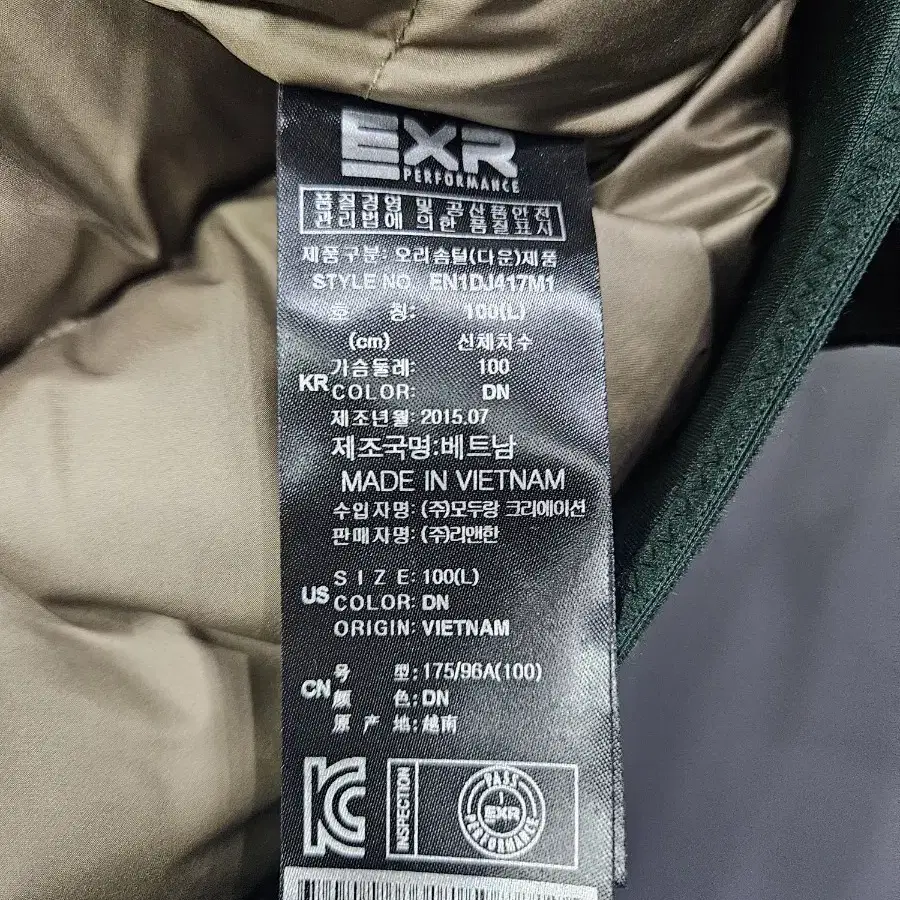 EXR
PERFORMANCE
품질경영 및 공산품안전
관리법에 의한 품질표시
제품구분: 오리솜털(다운)제품
STYLE NO. EN1DJ417M1
호 칭: 100(L)
(cm) 신체치수
가슴둘레: 100
KR COLOR: DN
제조년월: 2015.07
제조국명:베트남
MADE IN VIETNAM
수입자명: (주)모두랑 크리에이션
판매자명: (주)리앤한
SIZE: 100(L)
US COLOR: DN
ORIGIN: VIETNAM
号 型: 175/96A(100)
CN 颜 色: DN
原 产 地: 越南
KC
INSPECTION
PASS
EXR
PERFORMANCE